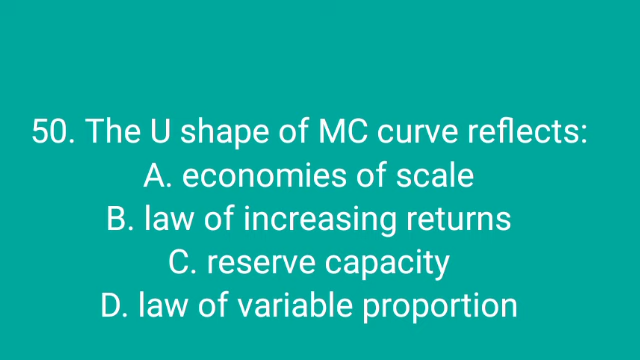 50. The U shape of MC curve reflects:
A. economies of scale
B. law of increasing returns
C. reserve capacity
D. law of variable proportion